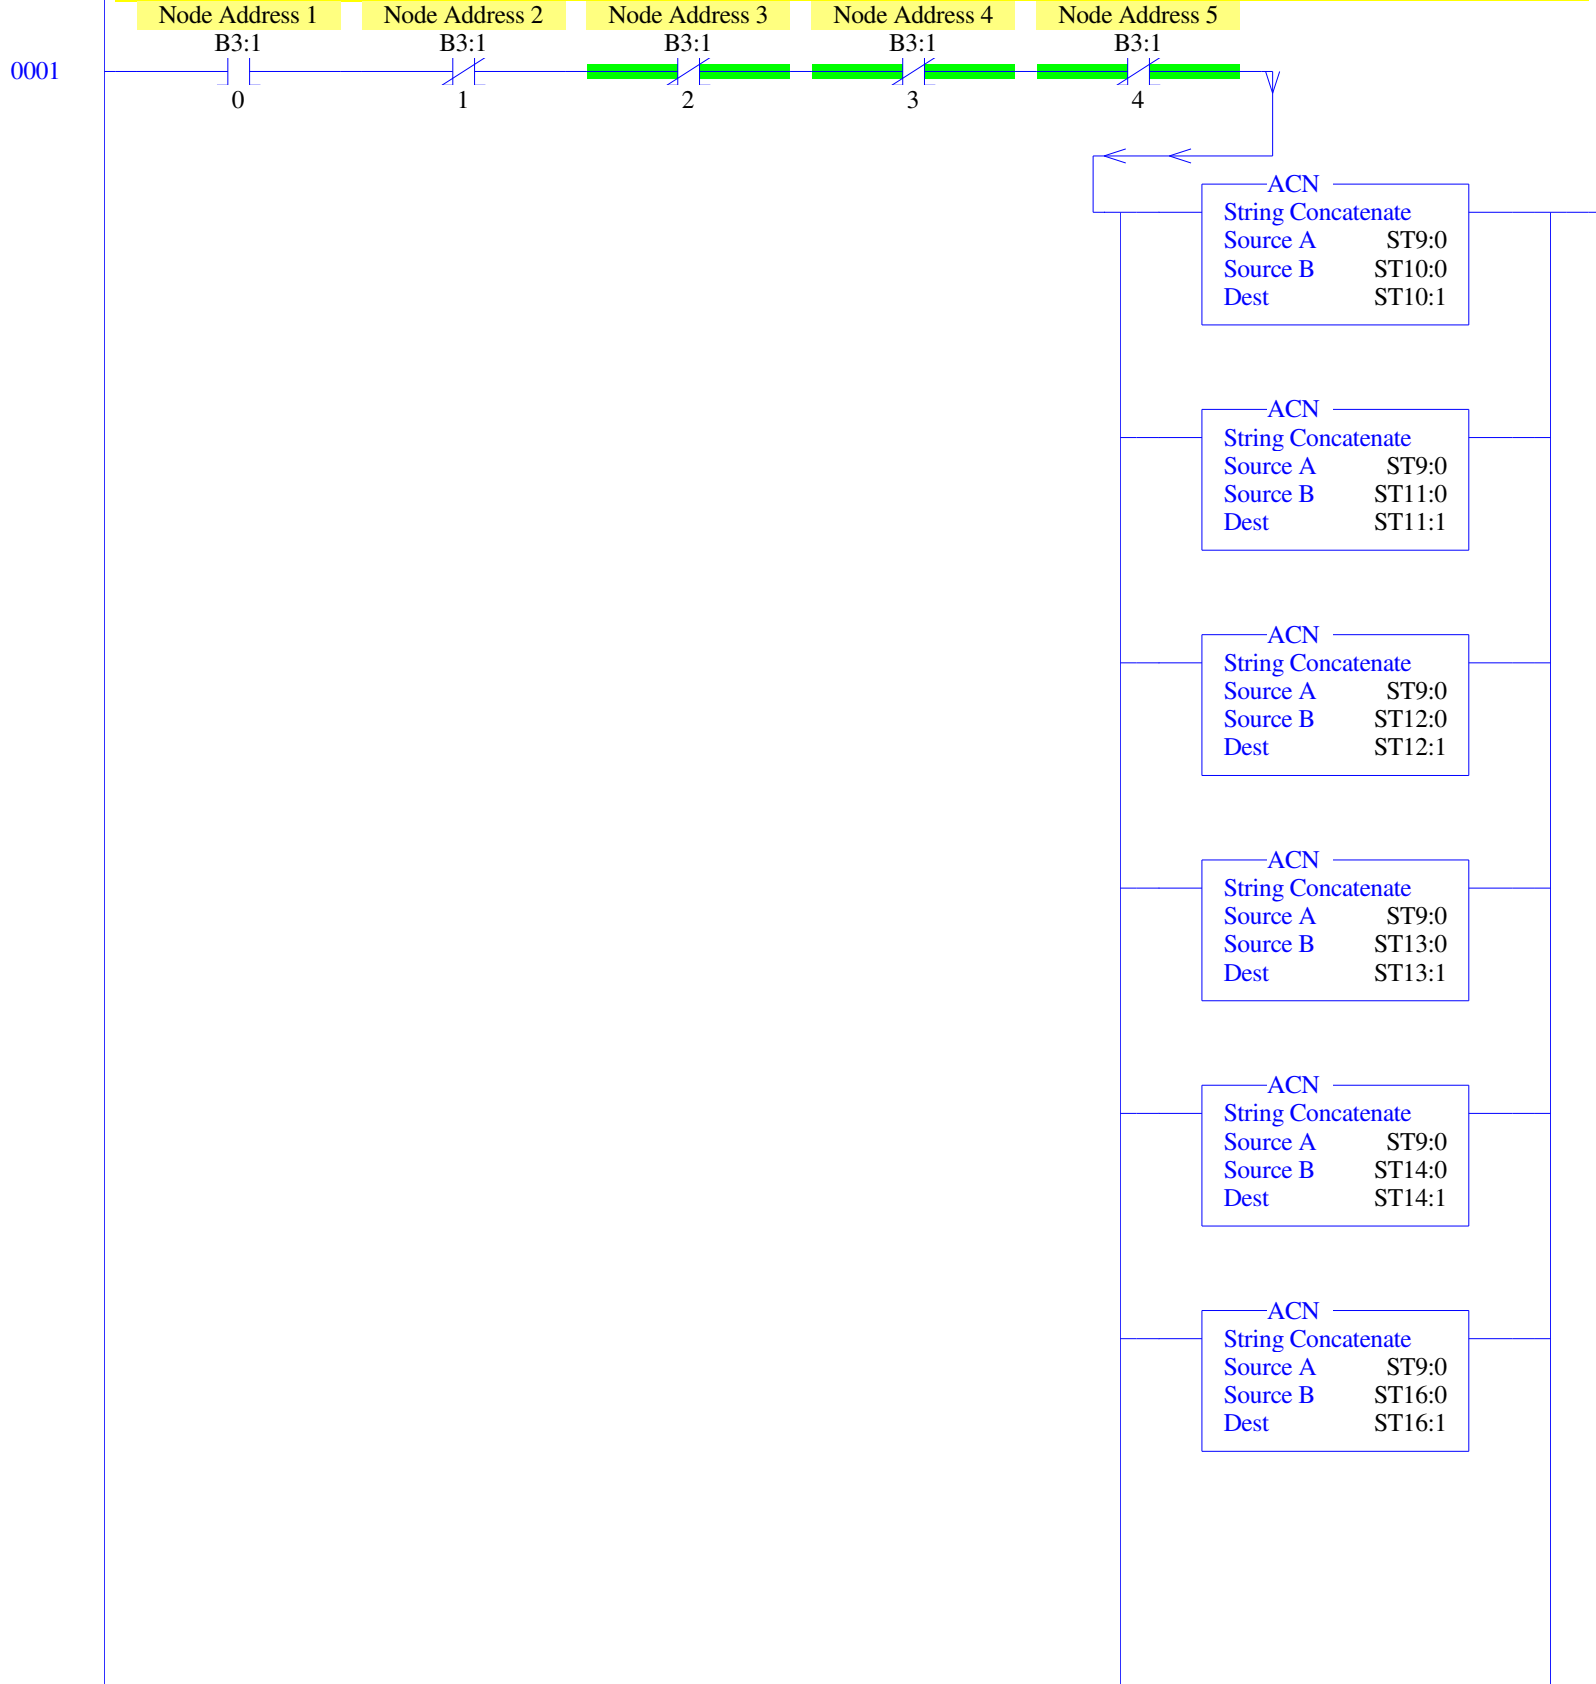 Node Address 1 Node Address 2 Node Address 3 Node Address 4 Node Address 5
B3:1 B3:1 B3:1 B3:1 B3:1
0001
0 1 2 3 4
ACN
String Concatenate
Source A ST9:0
Source B ST10:0
Dest ST10:1
ACN
String Concatenate
Source A ST9:0
Source B ST11:0
Dest ST11:1
ACN
String Concatenate
Source A ST9:0
Source B ST12:0
Dest ST12:1
ACN
String Concatenate
Source A ST9:0
Source B ST13:0
Dest ST13:1
ACN
String Concatenate
Source A ST9:0
Source B ST14:0
Dest ST14:1
ACN
String Concatenate
Source A ST9:0
Source B ST16:0
Dest ST16:1